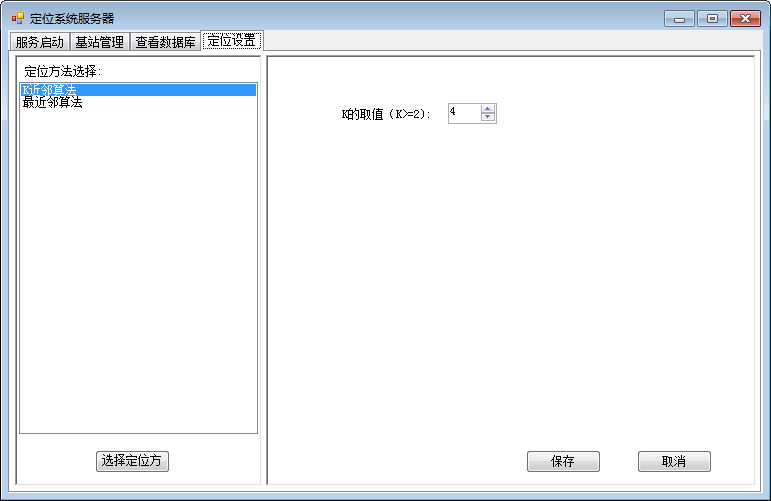 定位系统服务器
服务启动 基站管理 查看数据库 定位设置
定位方法选择:
K近邻算法
最近邻算法
K的取值（K>=2): 4
选择定位方
保存 取消